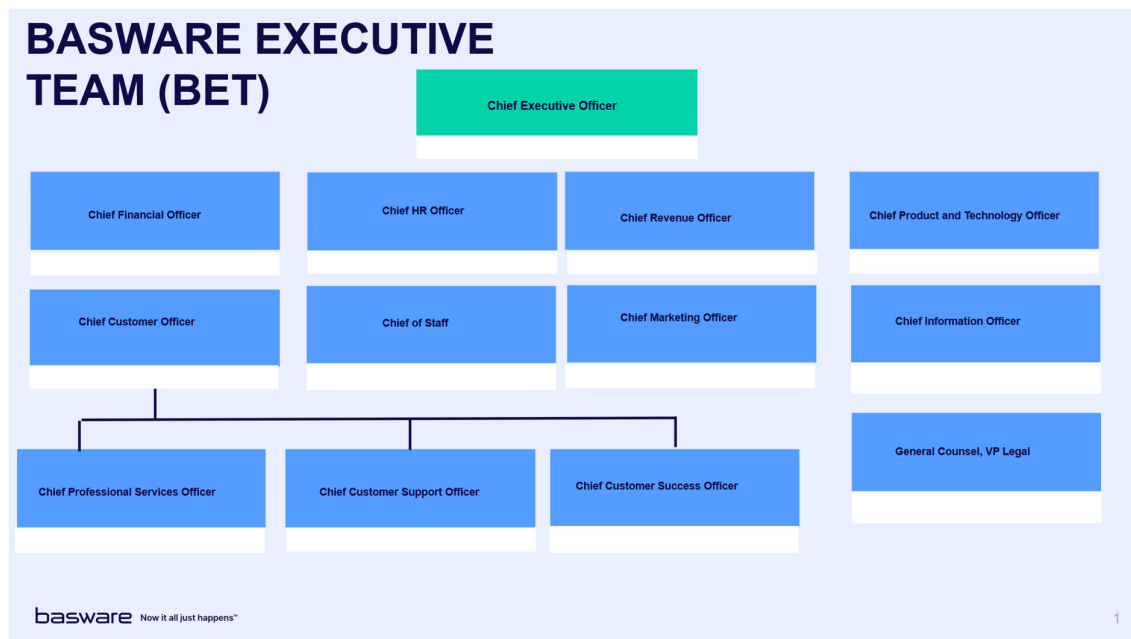 BASWARE EXECUTIVE
TEAM (BET)
Chief Executive Officer
Chief Financial Officer
Chief HR Officer
Chief Revenue Officer
Chief Product and Technology Officer
Chief Customer Officer
Chief of Staff
Chief Marketing Officer
Chief Information Officer
General Counsel, VP Legal
Chief Professional Services Officer
Chief Customer Support Officer
Chief Customer Success Officer
basware Now it all just happens™
1